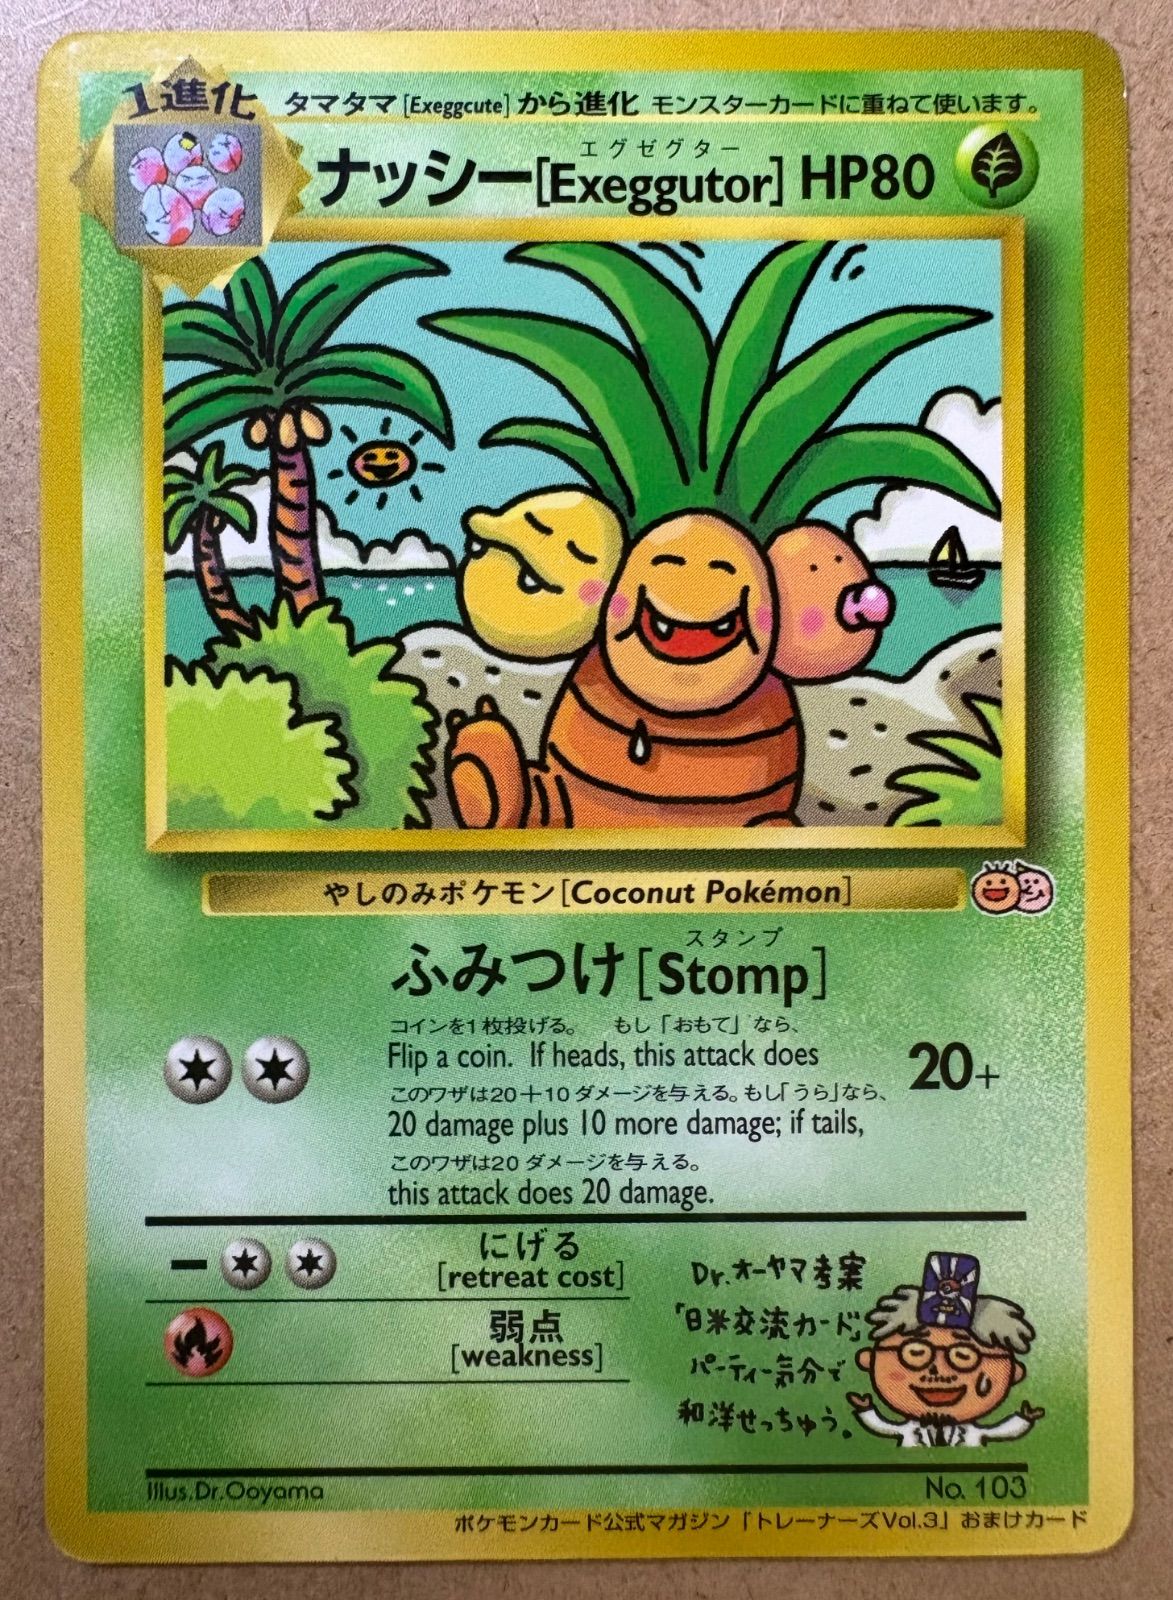 1進化 タマタマ[Exeggcute]から進化 モンスターカードに重ねて使います。
エグゼグター
ナッシー[Exeggutor] HP80
やしのみポケモン[Coconut Pokémon]
スタンプ
ふみつけ[Stomp]
コインを1枚投げる。 もし「おもて」なら、
Flip a coin. If heads, this attack does
20+
このワザは20+10ダメージを与える。もし「うら」なら、
20 damage plus 10 more damage; if tails,
このワザは20ダメージを与える。
this attack does 20 damage.
にげる
[retreat cost]
弱点
[weakness]
Dr.オーヤマ考案
「日米交流カード」
パーティー気分で
和洋せっちゅう。
Illus.Dr.Ooyama
No. 103
ポケモンカード公式マガジン「トレーナーズVol.3」おまけカード